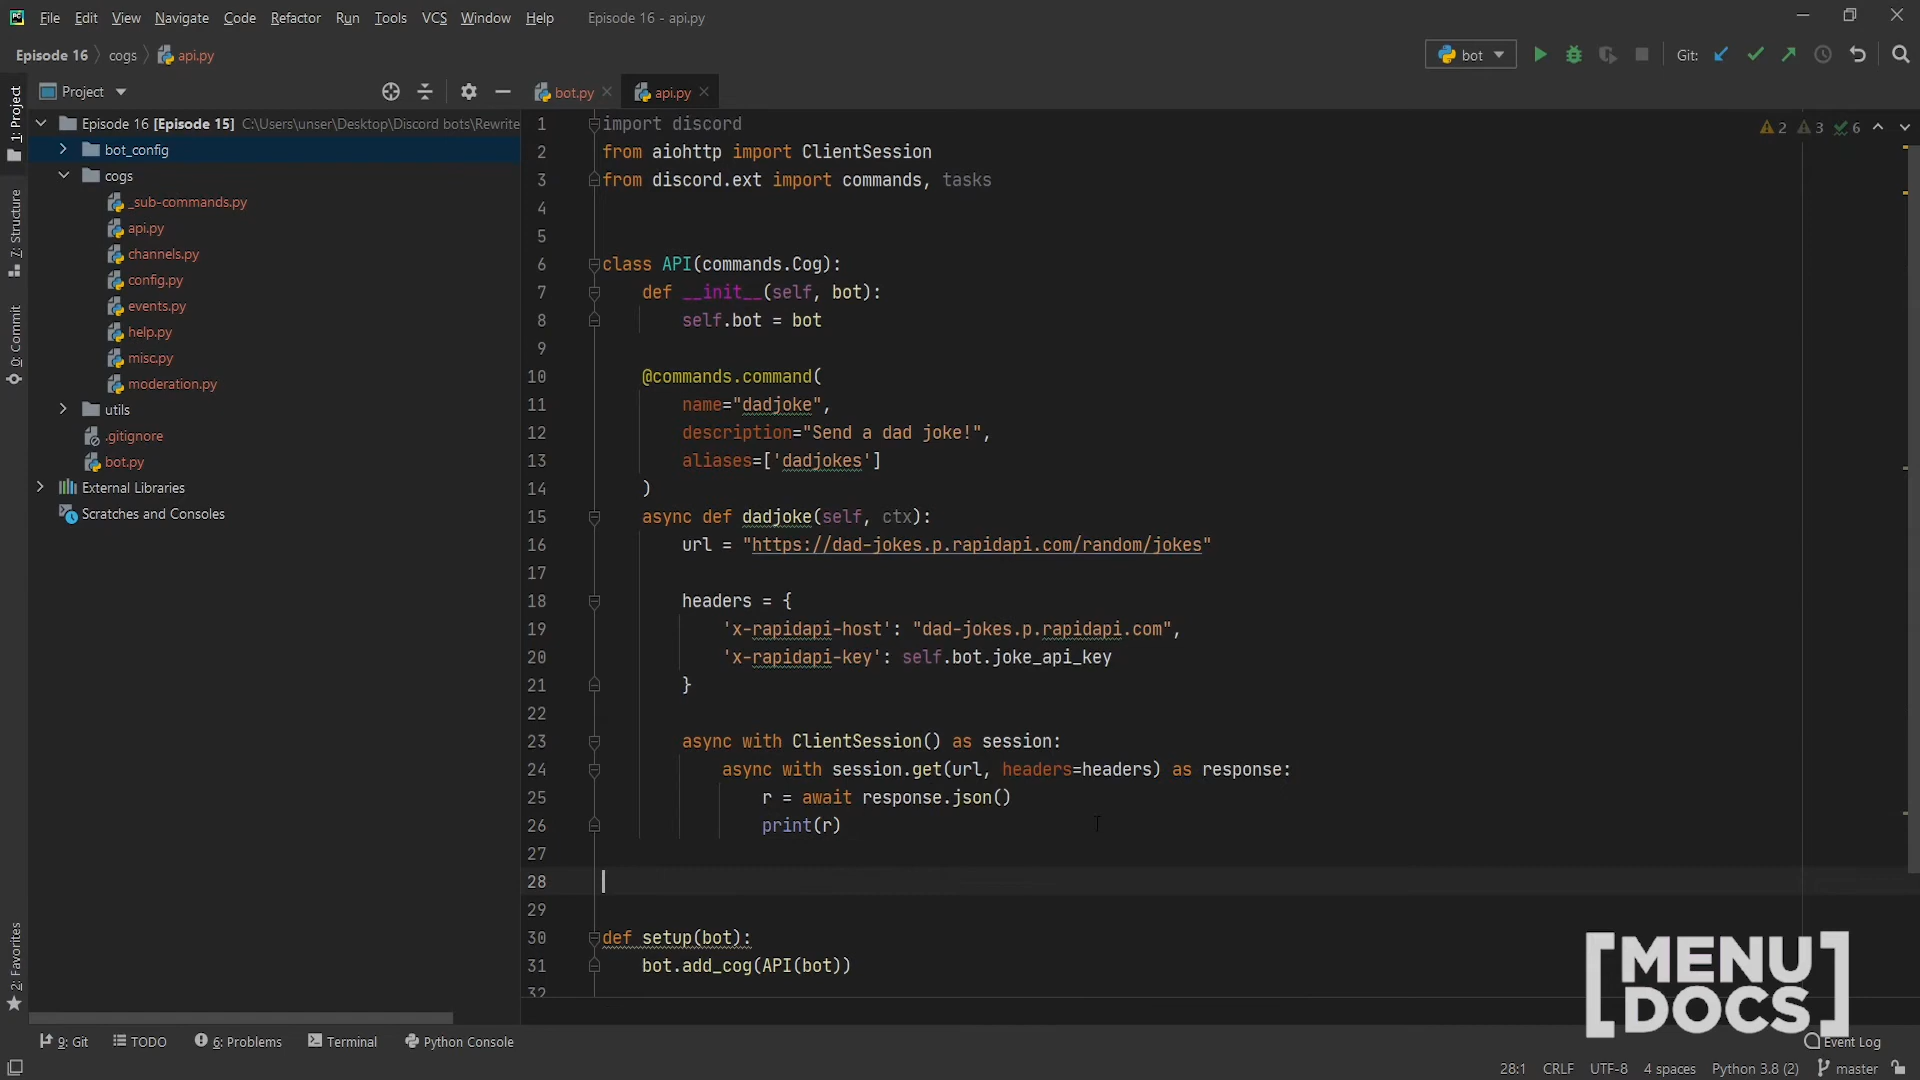 File Edit View Navigate Code Refactor Run Tools VCS Window Help Episode 16 - api.py
Episode 16 cogs api.py
bot
Git:
Project
bot.py
api.py
1: Project
7: Structure
0: Commit
2: Favorites
Episode 16 [Episode 15] C:\Users\unser\Desktop\Discord bots\Rewrite
bot_config
cogs
_sub-commands.py
api.py
channels.py
config.py
events.py
help.py
misc.py
moderation.py
utils
.gitignore
bot.py
External Libraries
Scratches and Consoles
2 3 6
1 import discord
2 from aiohttp import ClientSession
3 from discord.ext import commands, tasks
4
5
6 class API(commands.Cog):
7 def __init__(self, bot):
8 self.bot = bot
9
10 @commands.command(
11 name="dadjoke",
12 description="Send a dad joke!",
13 aliases=['dadjokes']
14 )
15 async def dadjoke(self, ctx):
16 url = "https://dad-jokes.p.rapidapi.com/random/jokes"
17
18 headers = {
19 'x-rapidapi-host': "dad-jokes.p.rapidapi.com",
20 'x-rapidapi-key': self.bot.joke_api_key
21 }
22
23 async with ClientSession() as session:
24 async with session.get(url, headers=headers) as response:
25 r = await response.json()
26 print(r)
27
28
29
30 def setup(bot):
31 bot.add_cog(API(bot))
32
[MENU
DOCS]
9: Git TODO 6: Problems Terminal Python Console Event Log
28:1 CRLF UTF-8 4 spaces Python 3.8 (2) master